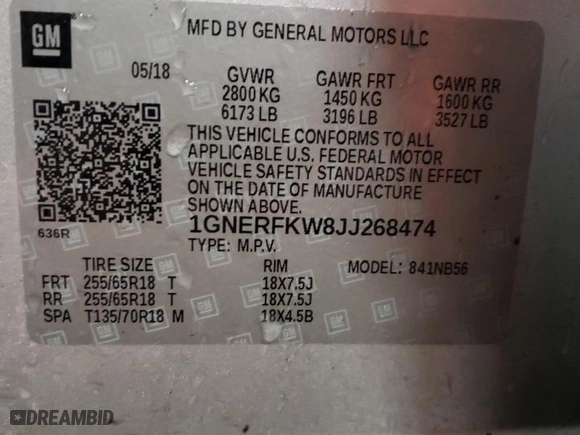 GM
MFD BY GENERAL MOTORS LLC
05/18 GVWR GAWR FRT GAWR RR
2800 KG 1450 KG 1600 KG
6173 LB 3196 LB 3527 LB
THIS VEHICLE CONFORMS TO ALL
APPLICABLE U.S. FEDERAL MOTOR
VEHICLE SAFETY STANDARDS IN EFFECT
ON THE DATE OF MANUFACTURE
SHOWN ABOVE.
636R
1GNERFKW8JJ268474
TYPE: M.P.V.
TIRE SIZE RIM MODEL: 841NB56
FRT 255/65R18 T 18X7.5J
RR 255/65R18 T 18X7.5J
SPA T135/70R18 M 18X4.5B
DREAMBID